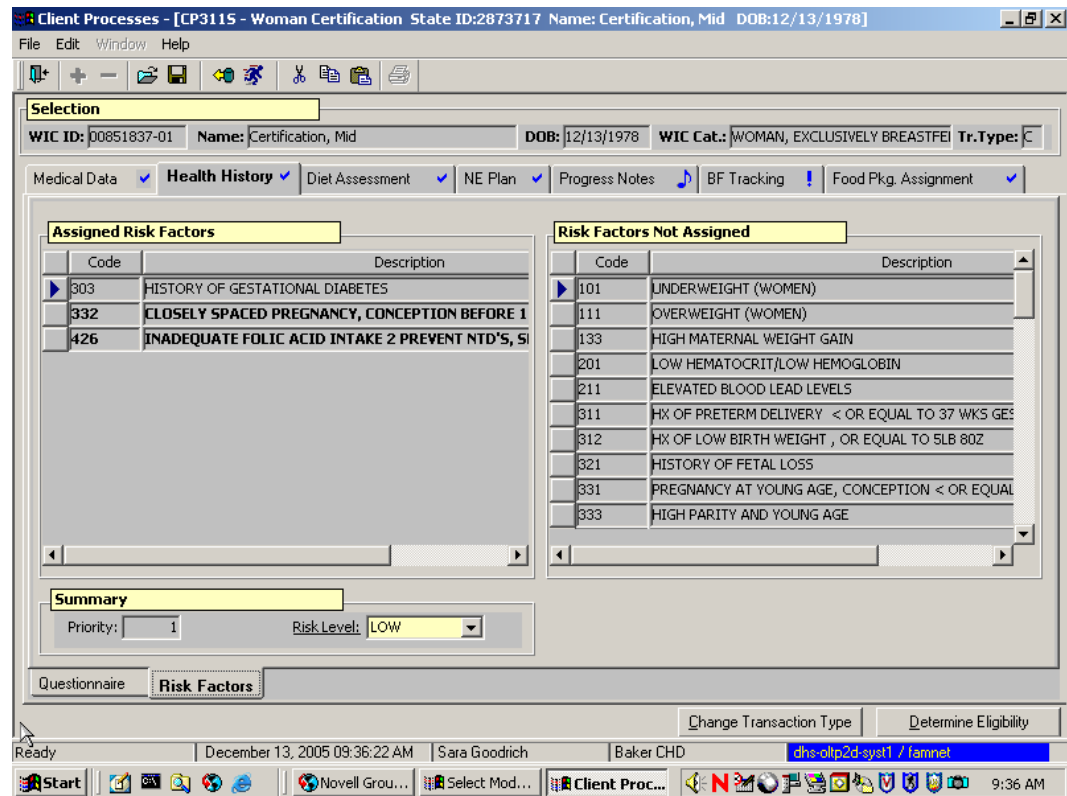 Client Processes - [CP3115 - Woman Certification State ID:2873717 Name: Certification, Mid DOB:12/13/1978]
File Edit Window Help
Selection
WIC ID: 00851837-01 Name: Certification, Mid DOB: 12/13/1978 WIC Cat.: WOMAN, EXCLUSIVELY BREASTFEI Tr.Type: C
Medical Data Health History Diet Assessment NE Plan Progress Notes BF Tracking Food Pkg. Assignment
Assigned Risk Factors Risk Factors Not Assigned
Code Description Code Description
303 HISTORY OF GESTATIONAL DIABETES 101 UNDERWEIGHT (WOMEN)
332 CLOSELY SPACED PREGNANCY, CONCEPTION BEFORE 1 111 OVERWEIGHT (WOMEN)
426 INADEQUATE FOLIC ACID INTAKE 2 PREVENT NTD'S, S 133 HIGH MATERNAL WEIGHT GAIN
201 LOW HEMATOCRIT/LOW HEMOGLOBIN
211 ELEVATED BLOOD LEAD LEVELS
311 HX OF PRETERM DELIVERY < OR EQUAL TO 37 WKS GES
312 HX OF LOW BIRTH WEIGHT , OR EQUAL TO 5LB 8OZ
321 HISTORY OF FETAL LOSS
331 PREGNANCY AT YOUNG AGE, CONCEPTION < OR EQUAL
333 HIGH PARITY AND YOUNG AGE
Summary
Priority: 1 Risk Level: LOW
Questionnaire Risk Factors
Change Transaction Type Determine Eligibility
Ready December 13, 2005 09:36:22 AM Sara Goodrich Baker CHD dhs-oltp2d-syst1 / famnet
Start Novell Grou... Select Mod... Client Proc... 9:36 AM